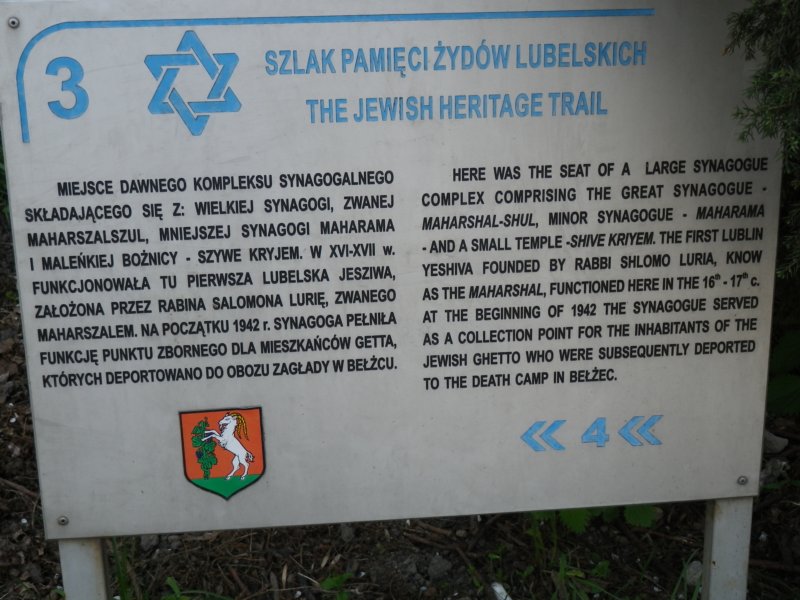 3
SZLAK PAMIĘCI ŻYDÓW LUBELSKICH
THE JEWISH HERITAGE TRAIL
MIEJSCE DAWNEGO KOMPLEKSU SYNAGOGALNEGO
SKŁADAJĄCEGO SIĘ Z: WIELKIEJ SYNAGOGI, ZWANEJ
MAHARSZALSZUL, MNIEJSZEJ SYNAGOGI MAHARAMA
I MALEŃKIEJ BOŻNICY - SZYWE KRYJEM. W XVI-XVII w.
FUNKCJONOWAŁA TU PIERWSZA LUBELSKA JESZIWA,
ZAŁOŻONA PRZEZ RABINA SALOMONA LURIĘ, ZWANEGO
MAHARSZALEM. NA POCZĄTKU 1942 r. SYNAGOGA PEŁNIŁA
FUNKCJĘ PUNKTU ZBORNEGO DLA MIESZKAŃCÓW GETTA,
KTÓRYCH DEPORTOWANO DO OBOZU ZAGŁADY W BEŁŻCU.
HERE WAS THE SEAT OF A LARGE SYNAGOGUE
COMPLEX COMPRISING THE GREAT SYNAGOGUE -
MAHARSHAL-SHUL, MINOR SYNAGOGUE - MAHARAMA
- AND A SMALL TEMPLE -SHIVE KRIYEM. THE FIRST LUBLIN
YESHIVA FOUNDED BY RABBI SHLOMO LURIA, KNOW
AS THE MAHARSHAL, FUNCTIONED HERE IN THE 16th - 17th c.
AT THE BEGINNING OF 1942 THE SYNAGOGUE SERVED
AS A COLLECTION POINT FOR THE INHABITANTS OF THE
JEWISH GHETTO WHO WERE SUBSEQUENTLY DEPORTED
TO THE DEATH CAMP IN BEŁŻEC.
<< 4 <<